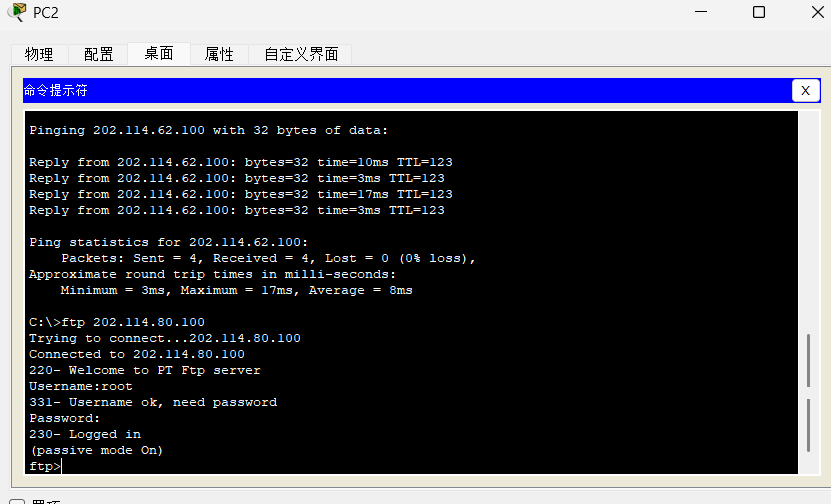 PC2
物理 配置 桌面 属性 自定义界面
命令提示符 X
Pinging 202.114.62.100 with 32 bytes of data:
Reply from 202.114.62.100: bytes=32 time=10ms TTL=123
Reply from 202.114.62.100: bytes=32 time=3ms TTL=123
Reply from 202.114.62.100: bytes=32 time=17ms TTL=123
Reply from 202.114.62.100: bytes=32 time=3ms TTL=123
Ping statistics for 202.114.62.100:
Packets: Sent = 4, Received = 4, Lost = 0 (0% loss),
Approximate round trip times in milli-seconds:
Minimum = 3ms, Maximum = 17ms, Average = 8ms
C:\>ftp 202.114.80.100
Trying to connect...202.114.80.100
Connected to 202.114.80.100
220- Welcome to PT Ftp server
Username:root
331- Username ok, need password
Password:
230- Logged in
(passive mode On)
ftp>